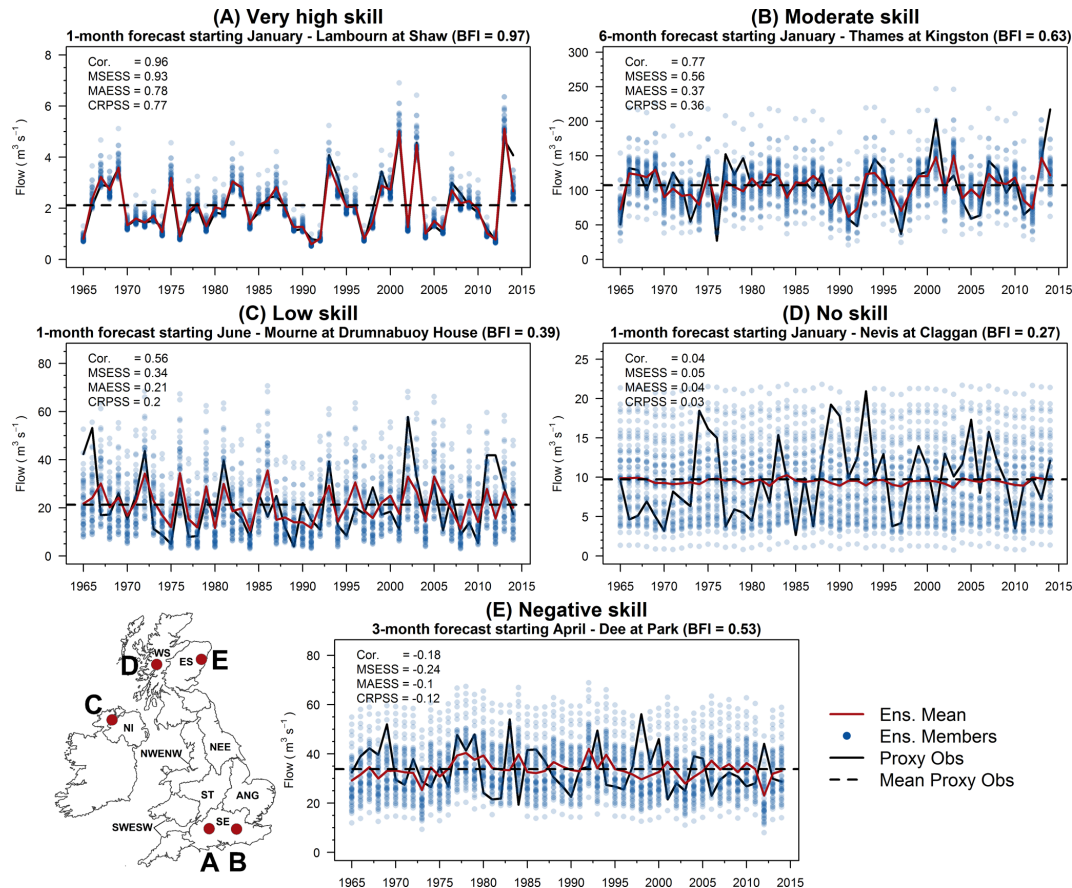 (A) Very high skill
1-month forecast starting January - Lambourn at Shaw (BFI = 0.97)
Cor. = 0.96
MSESS = 0.93
MAESS = 0.78
CRPSS = 0.77
Flow ( m³ s⁻¹ )
8
6
4
2
0
1965 1970 1975 1980 1985 1990 1995 2000 2005 2010 2015
(B) Moderate skill
6-month forecast starting January - Thames at Kingston (BFI = 0.63)
Cor. = 0.77
MSESS = 0.56
MAESS = 0.37
CRPSS = 0.36
Flow ( m³ s⁻¹ )
300
250
200
150
100
50
0
1965 1970 1975 1980 1985 1990 1995 2000 2005 2010 2015
(C) Low skill
1-month forecast starting June - Mourne at Drumnabuoy House (BFI = 0.39)
Cor. = 0.56
MSESS = 0.34
MAESS = 0.21
CRPSS = 0.2
Flow ( m³ s⁻¹ )
80
60
40
20
0
1965 1970 1975 1980 1985 1990 1995 2000 2005 2010 2015
(D) No skill
1-month forecast starting January - Nevis at Claggan (BFI = 0.27)
Cor. = 0.04
MSESS = 0.05
MAESS = 0.04
CRPSS = 0.03
Flow ( m³ s⁻¹ )
25
20
15
10
5
0
1965 1970 1975 1980 1985 1990 1995 2000 2005 2010 2015
(E) Negative skill
3-month forecast starting April - Dee at Park (BFI = 0.53)
Cor. = -0.18
MSESS = -0.24
MAESS = -0.1
CRPSS = -0.12
Flow ( m³ s⁻¹ )
80
60
40
20
0
1965 1970 1975 1980 1985 1990 1995 2000 2005 2010 2015
D
WS
ES
E
C
NI
NWENW
NEE
ST
ANG
SWESW
SE
A
B
Ens. Mean
Ens. Members
Proxy Obs
Mean Proxy Obs